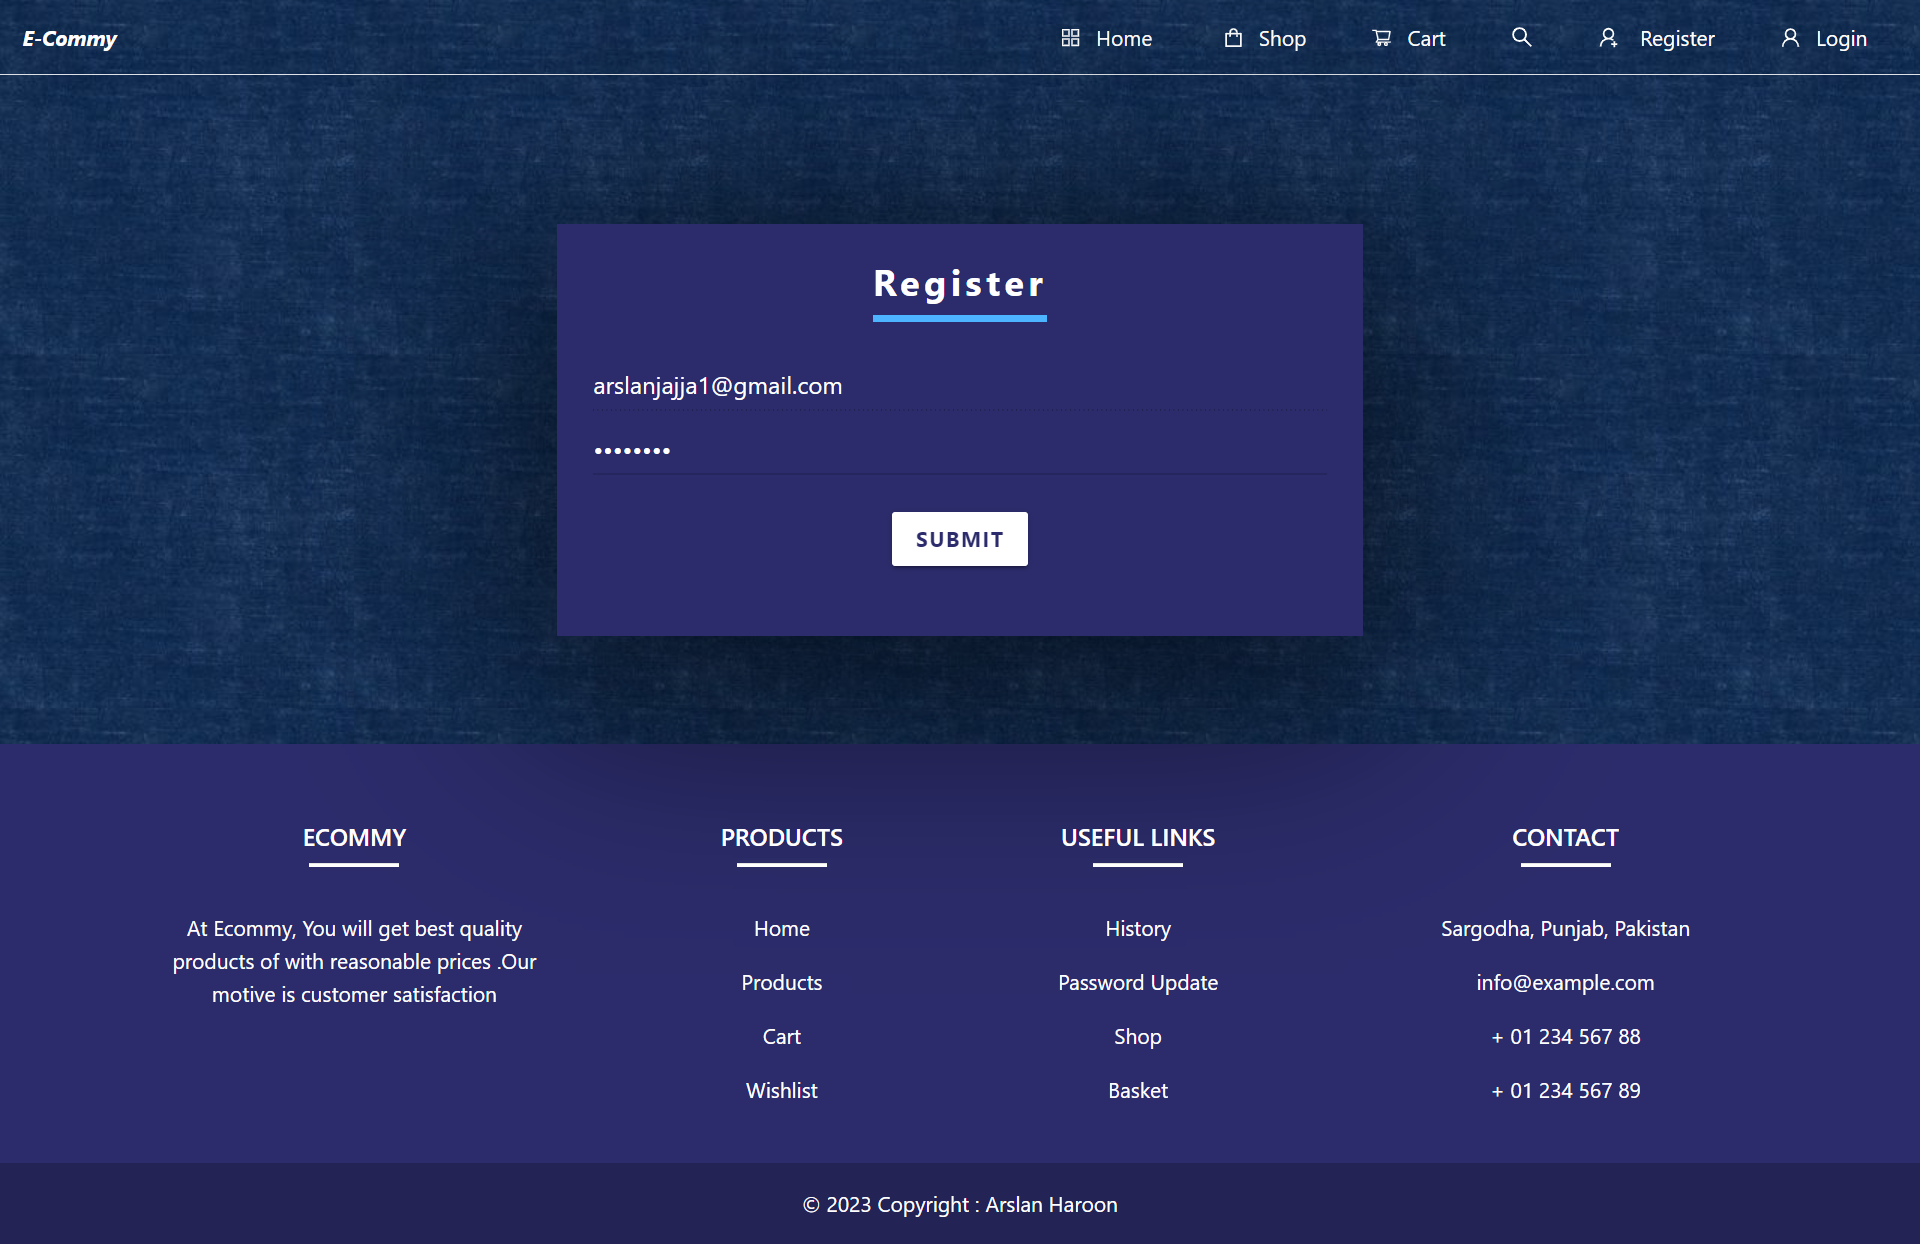 E-Commy
Home
Shop
Cart
Register
Login
Register
arslanjajja1@gmail.com
••••••••
SUBMIT
ECOMMY
At Ecommy, You will get best quality
products of with reasonable prices .Our
motive is customer satisfaction
PRODUCTS
Home
Products
Cart
Wishlist
USEFUL LINKS
History
Password Update
Shop
Basket
CONTACT
Sargodha, Punjab, Pakistan
info@example.com
+ 01 234 567 88
+ 01 234 567 89
© 2023 Copyright : Arslan Haroon